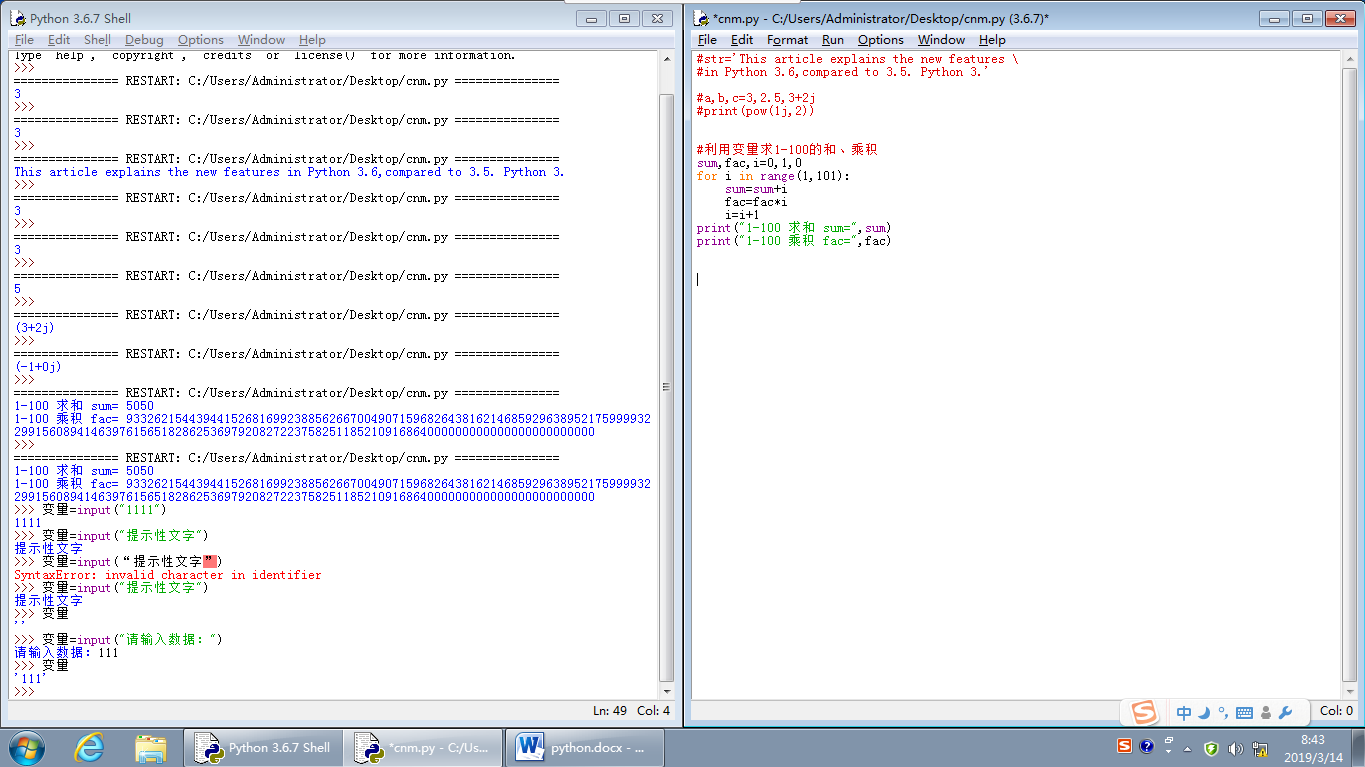 Python 3.6.7 Shell
File Edit Shell Debug Options Window Help
Type "help", "copyright", "credits" or "license()" for more information.
>>>
=============== RESTART: C:/Users/Administrator/Desktop/cnm.py ===============
3
>>>
=============== RESTART: C:/Users/Administrator/Desktop/cnm.py ===============
3
>>>
=============== RESTART: C:/Users/Administrator/Desktop/cnm.py ===============
This article explains the new features in Python 3.6,compared to 3.5. Python 3.
>>>
=============== RESTART: C:/Users/Administrator/Desktop/cnm.py ===============
3
>>>
=============== RESTART: C:/Users/Administrator/Desktop/cnm.py ===============
3
>>>
=============== RESTART: C:/Users/Administrator/Desktop/cnm.py ===============
5
>>>
=============== RESTART: C:/Users/Administrator/Desktop/cnm.py ===============
(3+2j)
>>>
=============== RESTART: C:/Users/Administrator/Desktop/cnm.py ===============
(-1+0j)
>>>
=============== RESTART: C:/Users/Administrator/Desktop/cnm.py ===============
1-100 求和 sum= 5050
1-100 乘积 fac= 933262154439441526816992388562667004907159682643816214685929638952175999932
299156089414639761565182862536979208272237582511852109168640000000000000000000000
>>>
=============== RESTART: C:/Users/Administrator/Desktop/cnm.py ===============
1-100 求和 sum= 5050
1-100 乘积 fac= 933262154439441526816992388562667004907159682643816214685929638952175999932
299156089414639761565182862536979208272237582511852109168640000000000000000000000
>>> 变量=input("1111")
1111
>>> 变量=input("提示性文字")
提示性文字
>>> 变量=input(“提示性文字”)
SyntaxError: invalid character in identifier
>>> 变量=input("提示性文字")
提示性文字
>>> 变量
''
>>> 变量=input("请输入数据：")
请输入数据：111
>>> 变量
'111'
>>>
Ln: 49 Col: 4
*cnm.py - C:/Users/Administrator/Desktop/cnm.py (3.6.7)*
File Edit Format Run Options Window Help
#str='This article explains the new features \
#in Python 3.6,compared to 3.5. Python 3.'
#a,b,c=3,2.5,3+2j
#print(pow(1j,2))
#利用变量求1-100的和、乘积
sum,fac,i=0,1,0
for i in range(1,101):
    sum=sum+i
    fac=fac*i
    i=i+1
print("1-100 求和 sum=",sum)
print("1-100 乘积 fac=",fac)
中
Col: 0
Python 3.6.7 Shell
*cnm.py - C:/Us...
python.docx - ...
8:43
2019/3/14